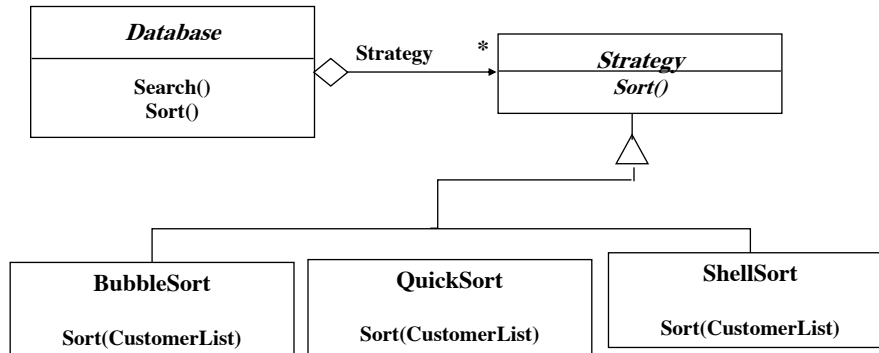 Database
Search()
Sort()
Strategy
*
Strategy
Sort()
BubbleSort
Sort(CustomerList)
QuickSort
Sort(CustomerList)
ShellSort
Sort(CustomerList)